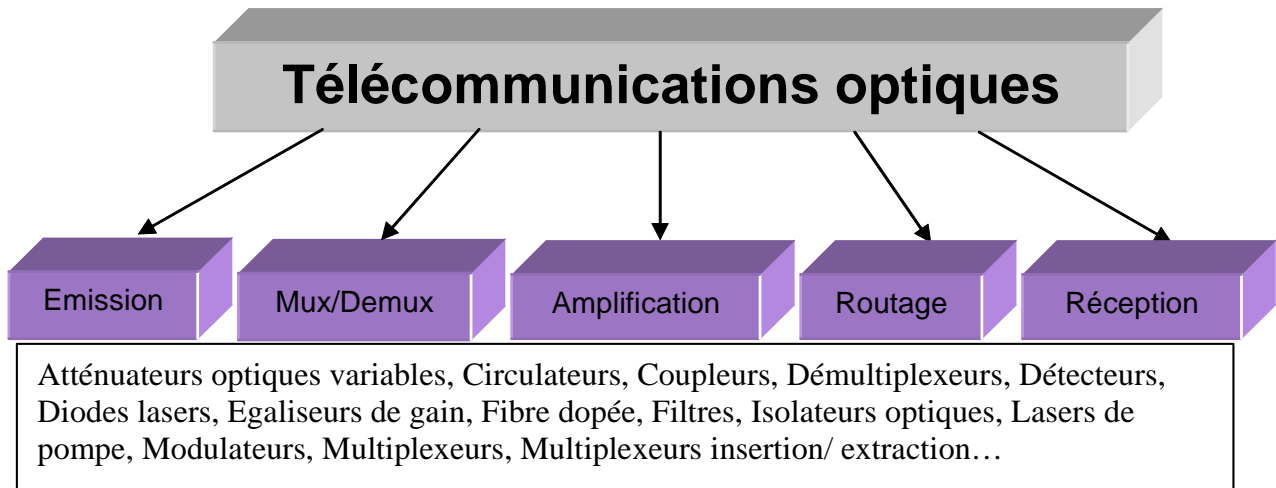 Télécommunications optiques
Emission
Mux/Demux
Amplification
Routage
Réception
Atténuateurs optiques variables, Circulateurs, Coupleurs, Démultiplexeurs, Détecteurs,
Diodes lasers, Egaliseurs de gain, Fibre dopée, Filtres, Isolateurs optiques, Lasers de
pompe, Modulateurs, Multiplexeurs, Multiplexeurs insertion/ extraction…